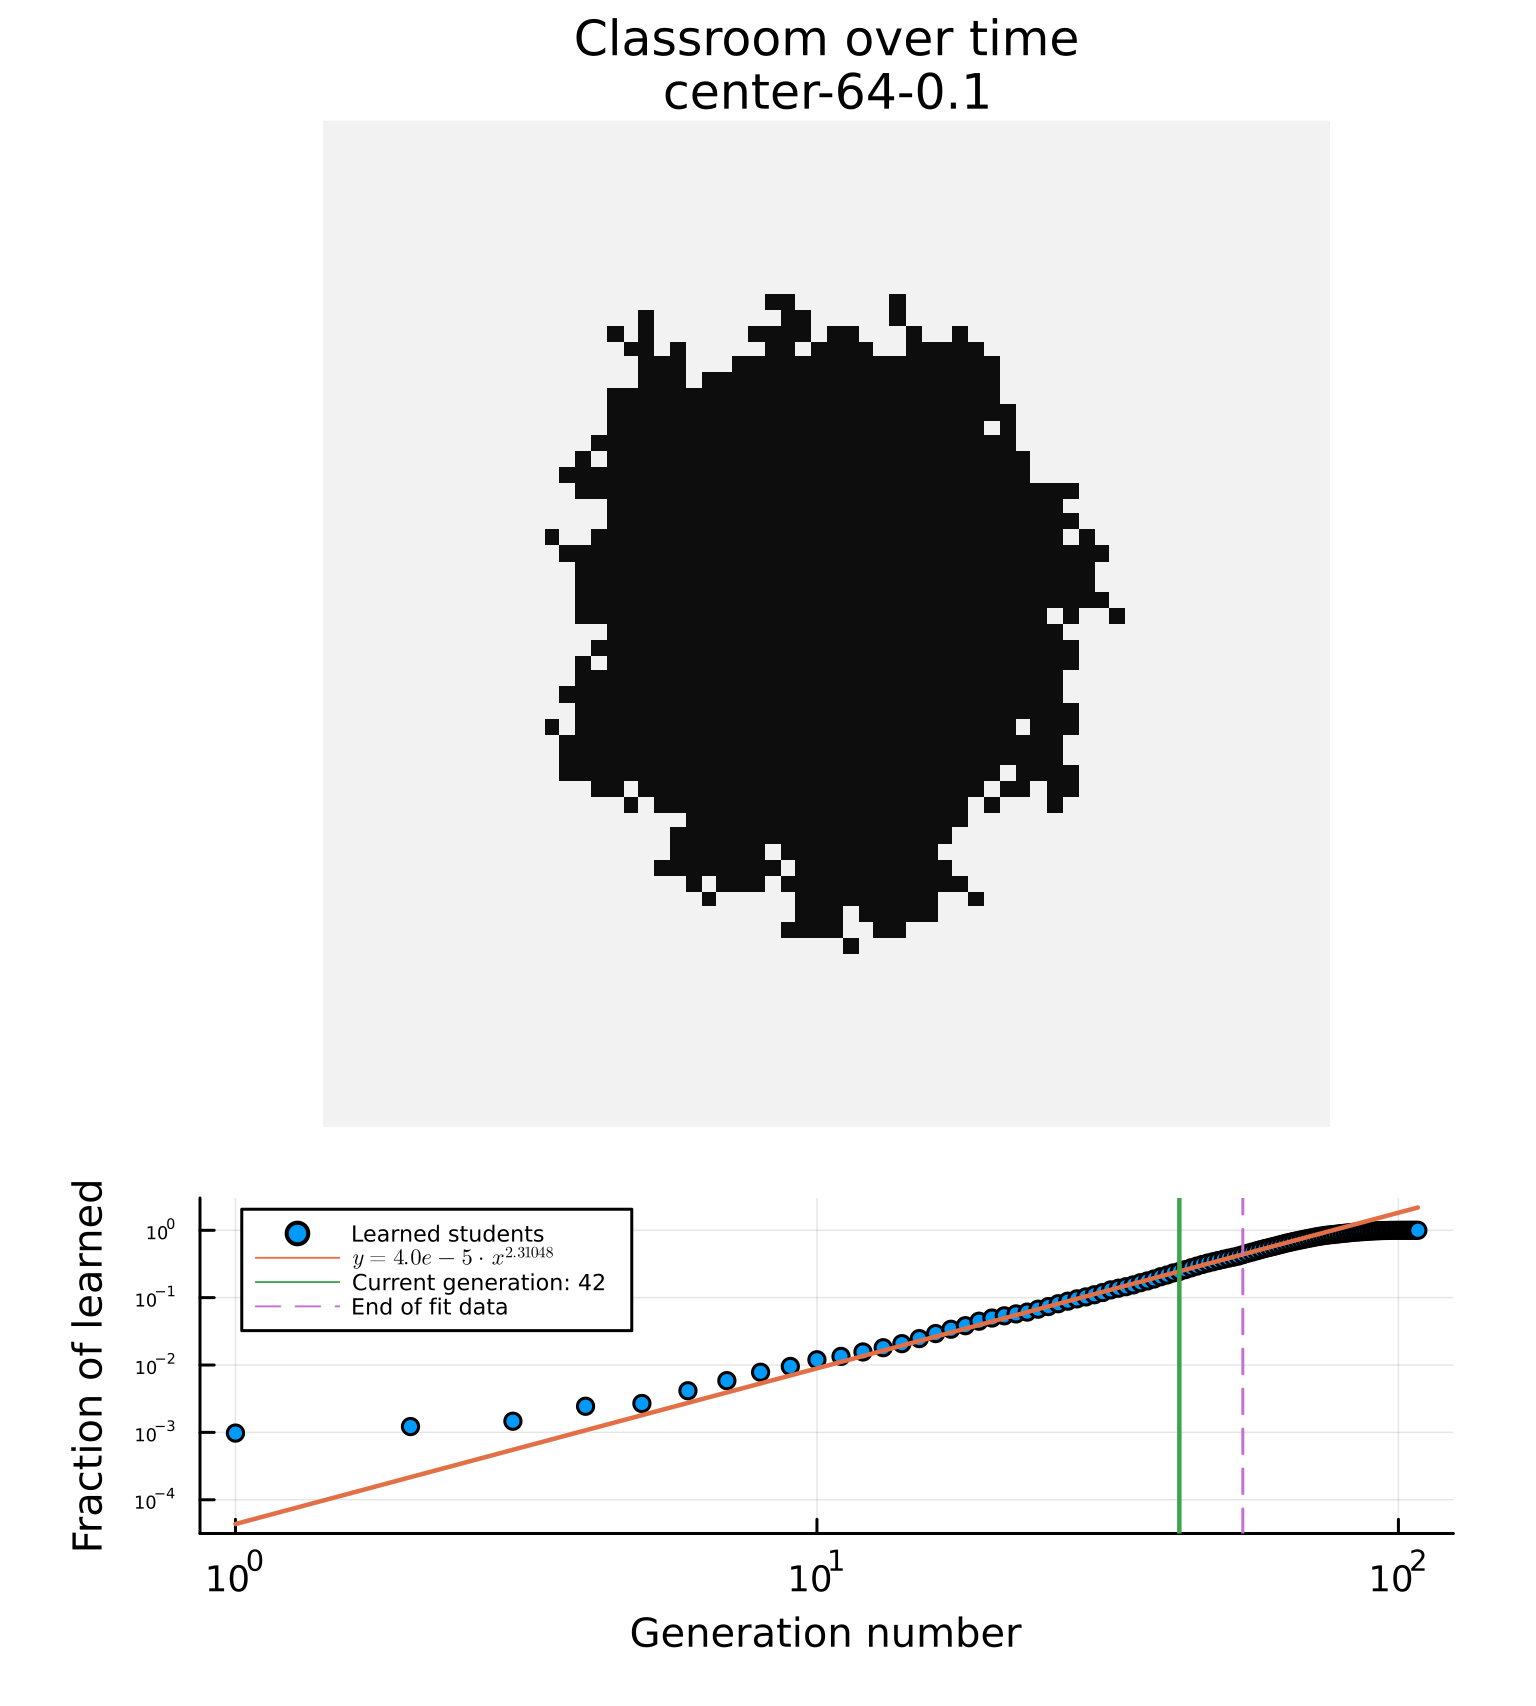 Classroom over time
center-64-0.1
Fraction of learned
10^0
10^-1
10^-2
10^-3
10^-4
Learned students
y = 4.0e − 5 · x^2.31048
Current generation: 42
End of fit data
10^0 10^1 10^2
Generation number